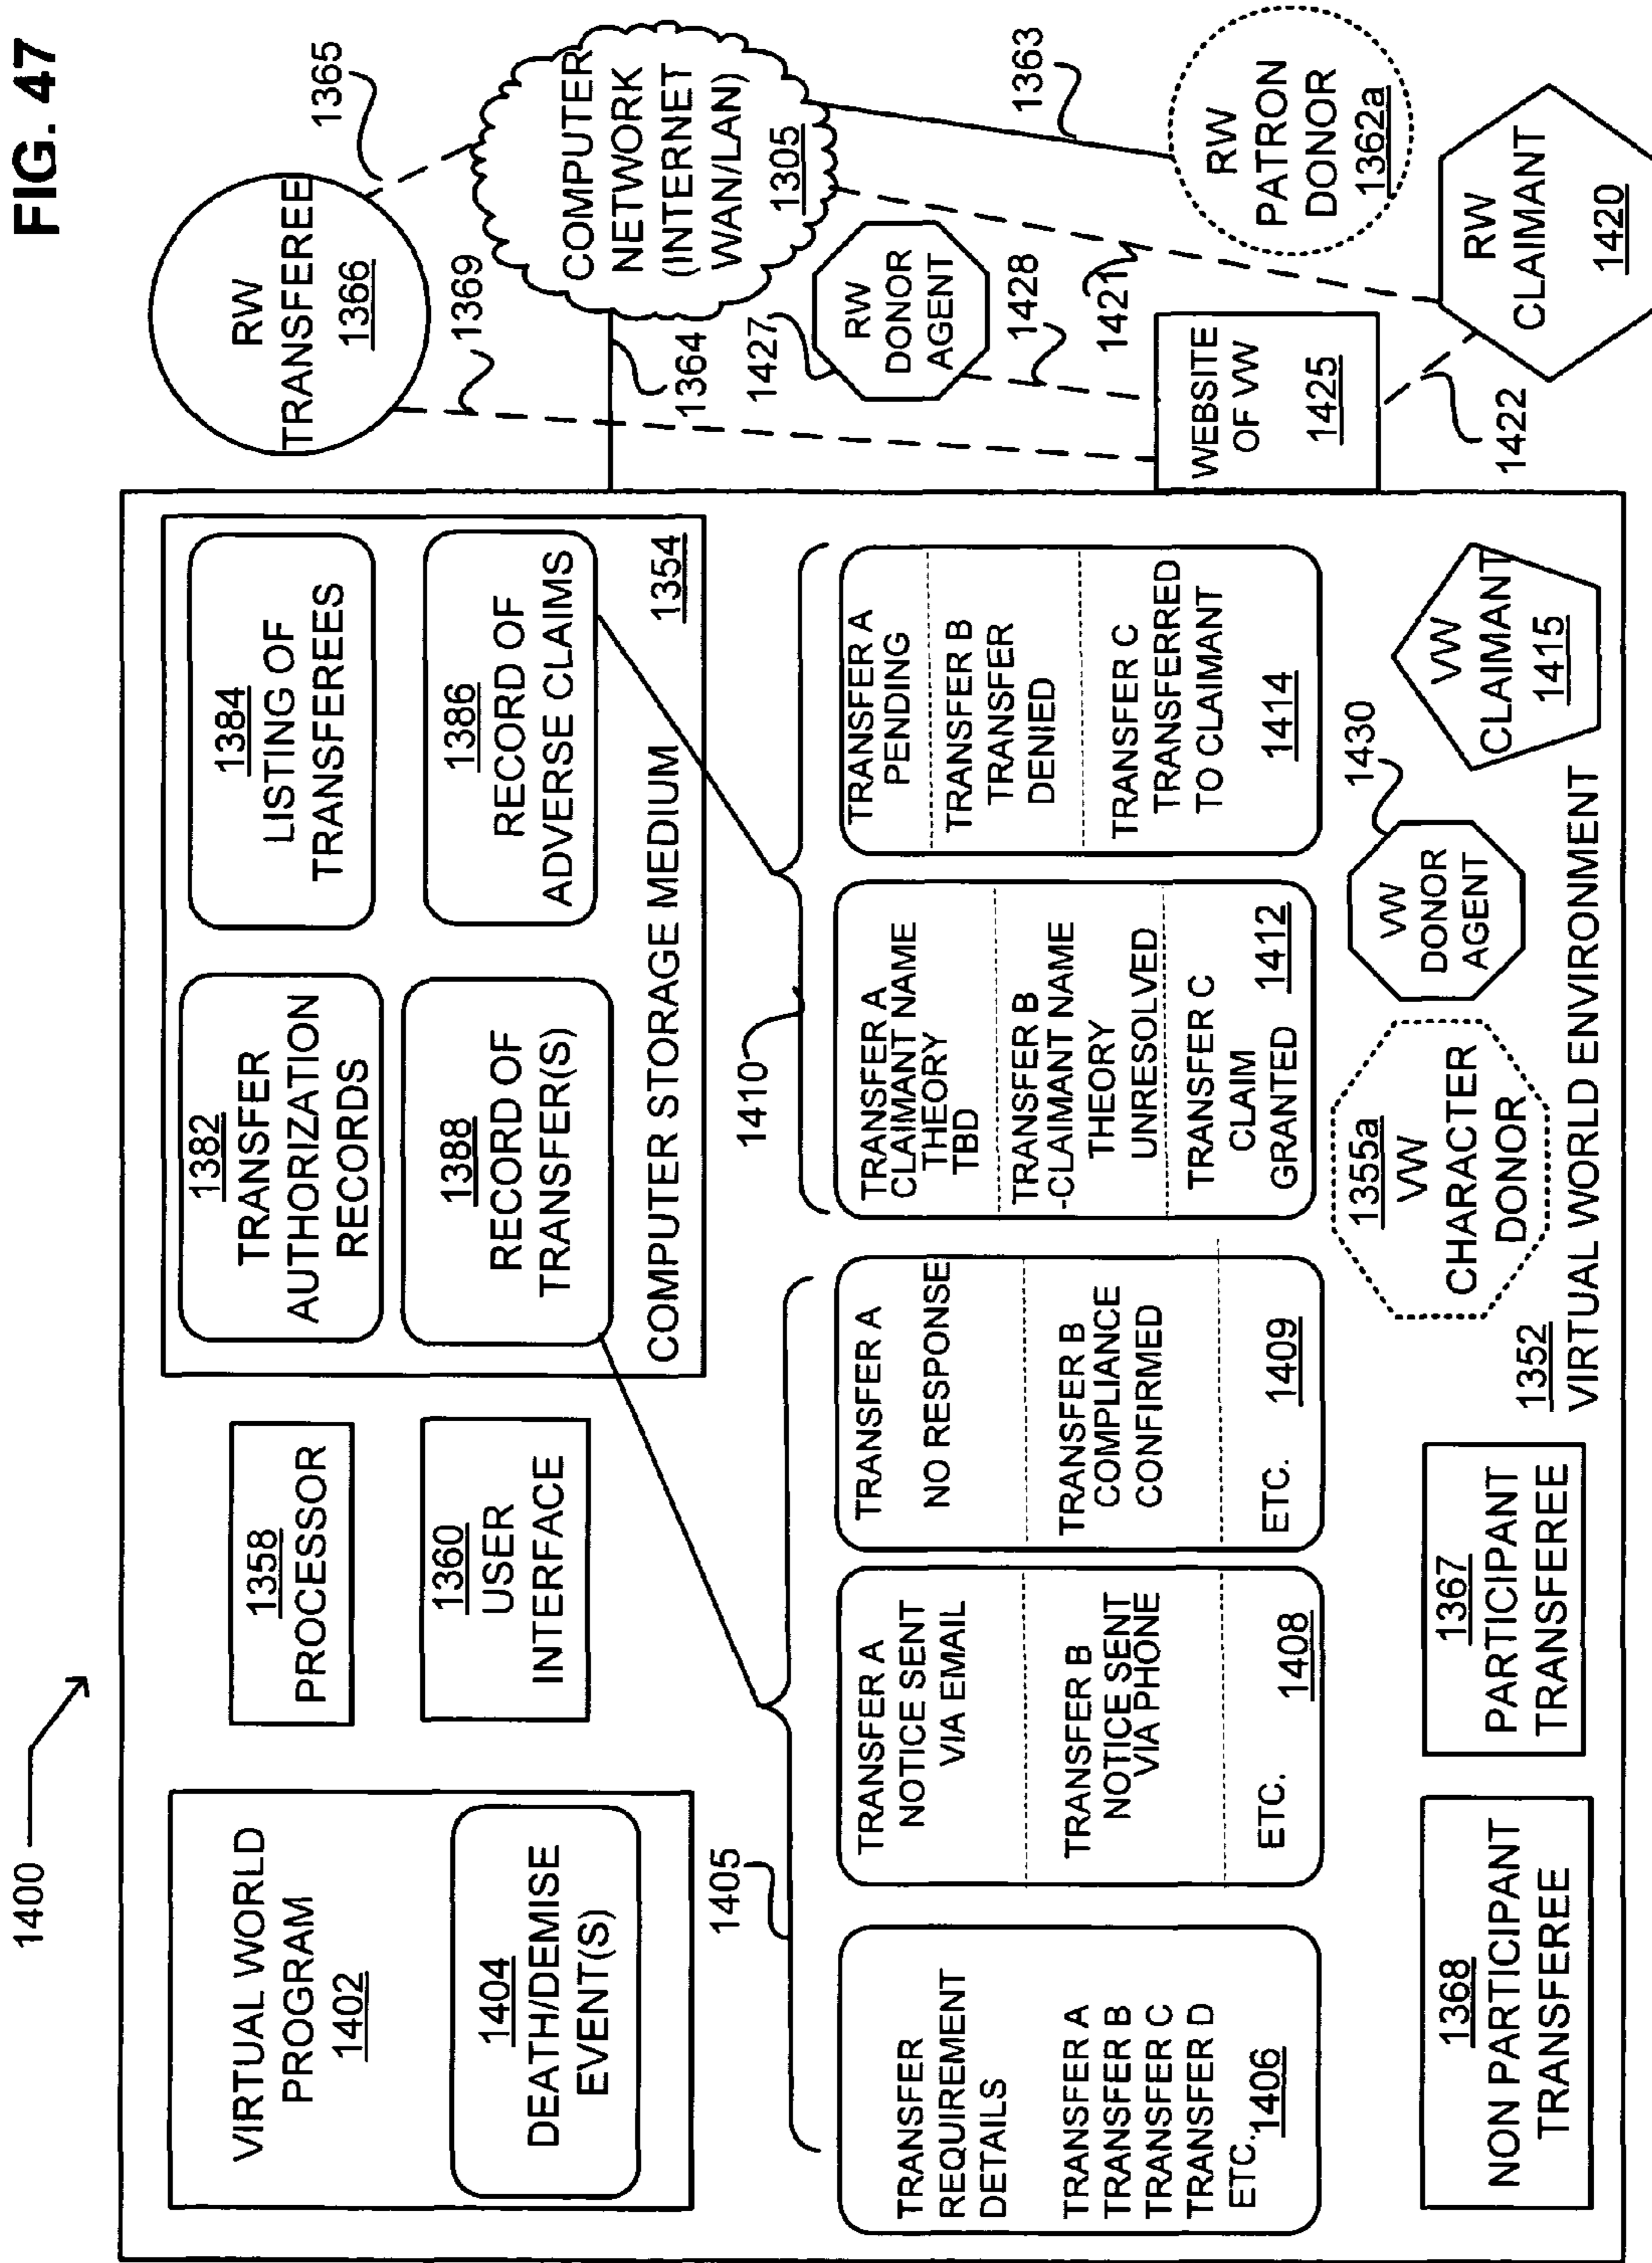 FIG. 47
1400
VIRTUAL WORLD
PROGRAM
1402
1404
DEATH/DEMISE
EVENT(S)
1358
PROCESSOR
1360
USER
INTERFACE
1382
TRANSFER
AUTHORIZATION
RECORDS
1384
LISTING OF
TRANSFEREES
1388
RECORD OF
TRANSFER(S)
1386
RECORD OF
ADVERSE CLAIMS
COMPUTER STORAGE MEDIUM
1354
1405
TRANSFER
REQUIREMENT
DETAILS
TRANSFER A
TRANSFER B
TRANSFER C
TRANSFER D
ETC.
1406
TRANSFER A
NOTICE SENT
VIA EMAIL
TRANSFER B
NOTICE SENT
VIA PHONE
ETC.
1408
TRANSFER A
NO RESPONSE
TRANSFER B
COMPLIANCE
CONFIRMED
ETC.
1409
1410
TRANSFER A
CLAIMANT NAME
THEORY
TBD
TRANSFER B
-CLAIMANT NAME
THEORY
UNRESOLVED
TRANSFER C
CLAIM
GRANTED
1412
TRANSFER A
PENDING
TRANSFER B
TRANSFER
DENIED
TRANSFER C
TRANSFERRED
TO CLAIMANT
1414
1368
NON PARTICIPANT
TRANSFEREE
1367
PARTICIPANT
TRANSFEREE
1352
VIRTUAL WORLD ENVIRONMENT
1355a
VW
CHARACTER
DONOR
VW
DONOR
AGENT
1430
VW
CLAIMANT
1415
RW
TRANSFEREE
1366
1365
1369
COMPUTER
NETWORK
(INTERNET
WAN/LAN)
1305
1364
1427
RW
DONOR
AGENT
1428
1421
1363
WEBSITE
OF VW
1425
1422
RW
PATRON
DONOR
1362a
RW
CLAIMANT
1420